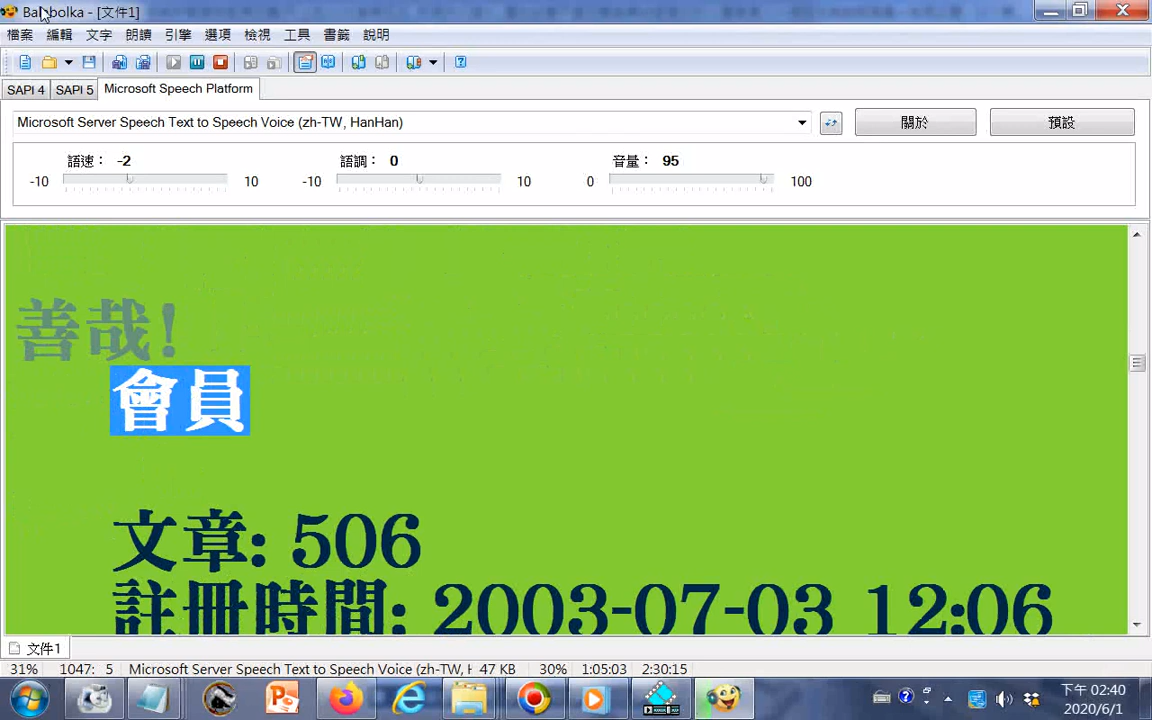 Balabolka - [文件1]
檔案 編輯 文字 朗讀 引擎 選項 檢視 工具 書籤 說明
SAPI 4 SAPI 5 Microsoft Speech Platform
Microsoft Server Speech Text to Speech Voice (zh-TW, HanHan) 關於 預設
語速： -2 語調： 0 音量： 95
-10 10 -10 10 0 100
善哉!
會員
文章: 506
註冊時間: 2003-07-03 12:06
文件1
31% 1047: 5 Microsoft Server Speech Text to Speech Voice (zh-TW, H 47 KB 30% 1:05:03 2:30:15
下午 02:40
2020/6/1